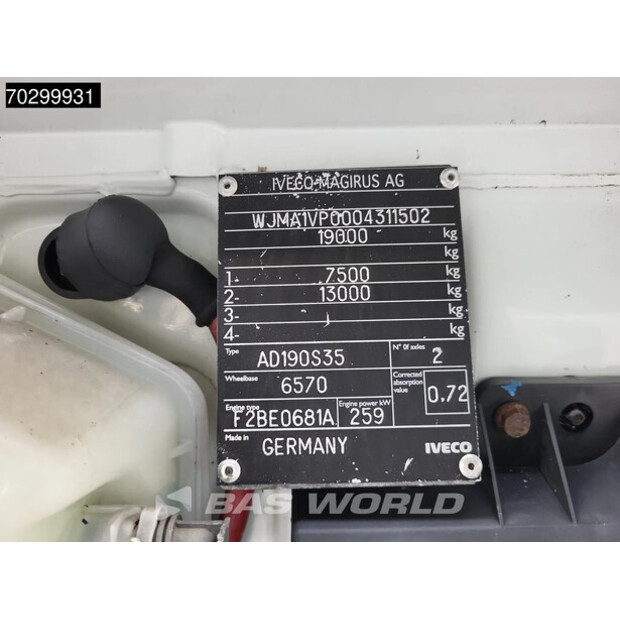 70299931
IVECO-MAGIRUS AG
WJMA1VP0004311502
19000 kg
kg
1- 7500 kg
2- 13000 kg
3- kg
4- kg
Type AD190S35 N° Of axles 2
Wheelbase 6570 Corrected absorption value 0.72
Engine type F2BE0681A Engine power kW 259
Made in GERMANY IVECO
BAS WORLD